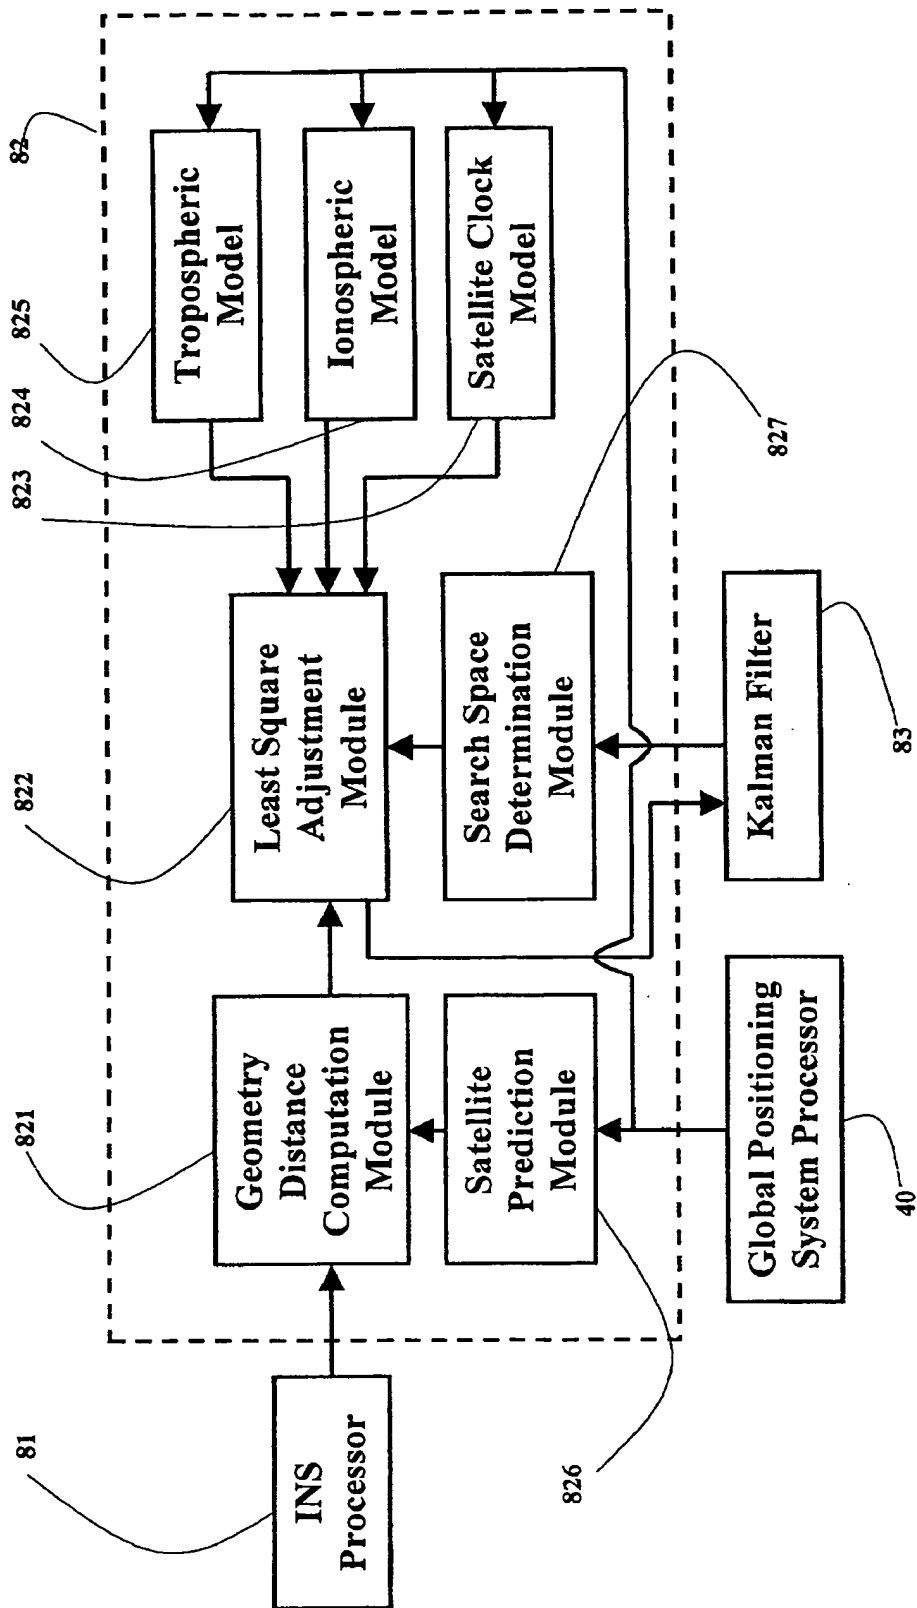 82
825
824
823
822
821
81
Tropospheric
Model
Ionospheric
Model
Satellite Clock
Model
Least Square
Adjustment
Module
Search Space
Determination
Module
Geometry
Distance
Computation
Module
Satellite
Prediction
Module
INS
Processor
827
826
Kalman Filter
83
Global Positioning
System Processor
40